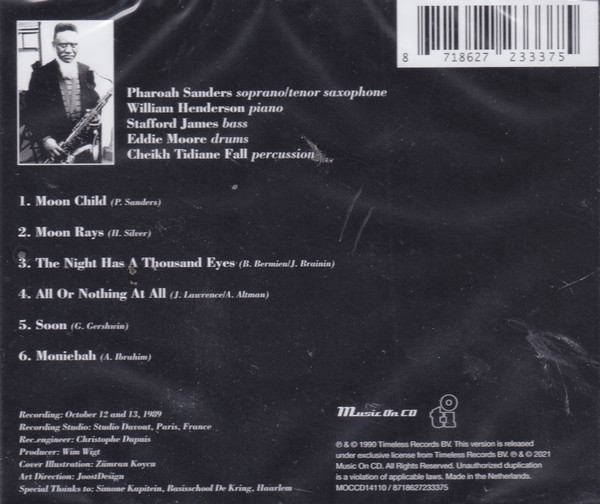 8 718627 233375
Pharoah Sanders soprano/tenor saxophone
William Henderson piano
Stafford James bass
Eddie Moore drums
Cheikh Tidiane Fall percussion
1. Moon Child (P. Sanders)
2. Moon Rays (H. Silver)
3. The Night Has A Thousand Eyes (B. Bermien/J. Brainin)
4. All Or Nothing At All (J. Lawrence/A. Altman)
5. Soon (G. Gershwin)
6. Moniebah (A. Ibrahim)
Recording: October 12 and 13, 1989
Recording Studio: Studio Davout, Paris, France
Rec.engineer: Christophe Dupuis
Producer: Wim Wigt
Cover Illustration: Zümran Koycu
Art Direction: JoostDesign
Special Thanks to: Simone Kapitein, Basisschool De Kring, Haarlem
Music On CD
℗ & © 1990 Timeless Records BV. This version is released
under exclusive license from Timeless Records BV, ℗ & © 2021
Music On CD. All Rights Reserved. Unauthorized duplication
is a violation of applicable laws. Made in the Netherlands.
MOCCD14110 / 8718627233375